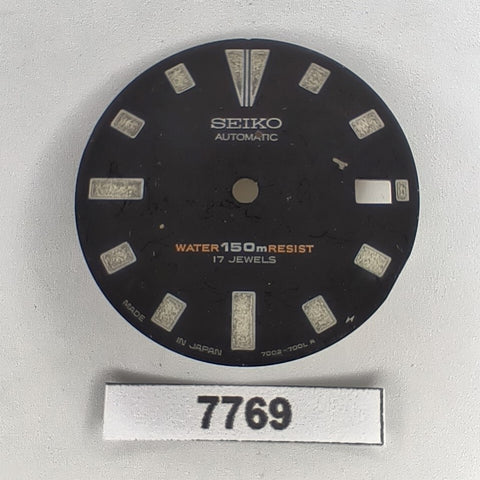 SEIKO
AUTOMATIC
WATER 150m RESIST
17 JEWELS
MADE IN JAPAN 7002-700L R
7769